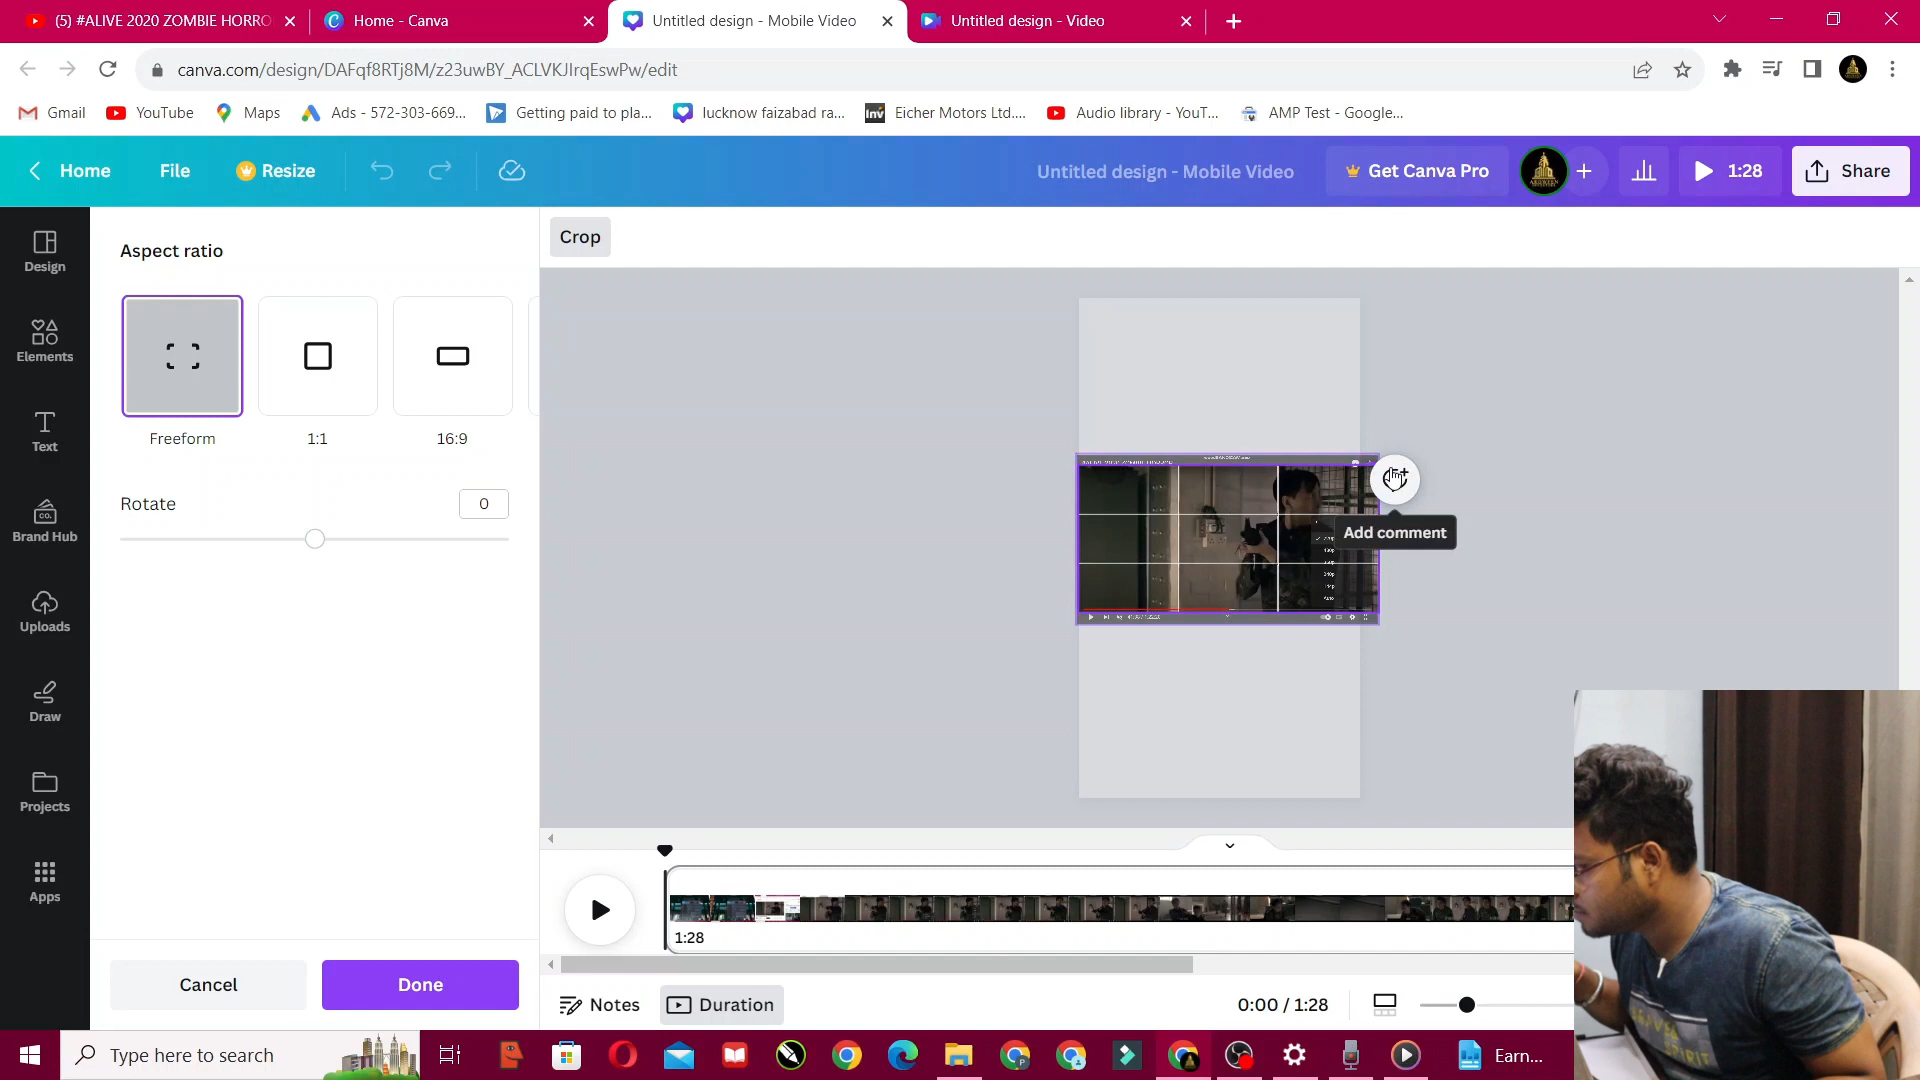 (5) #ALIVE 2020 ZOMBIE HORRO
Home - Canva
Untitled design - Mobile Video
Untitled design - Video
canva.com/design/DAFqf8RTj8M/z23uwBY_ACLVKJIrqEswPw/edit
Gmail
YouTube
Maps
Ads - 572-303-669...
Getting paid to pla...
lucknow faizabad ra...
Inv
Eicher Motors Ltd....
Audio library - YouT...
AMP Test - Google...
Home
File
Resize
Untitled design - Mobile Video
Get Canva Pro
1:28
Share
Design
Elements
Text
Brand Hub
Uploads
Draw
Projects
Apps
Aspect ratio
Freeform
1:1
16:9
Rotate
0
Cancel
Done
Crop
Add comment
1:28
Notes
Duration
0:00 / 1:28
Type here to search
Earn...